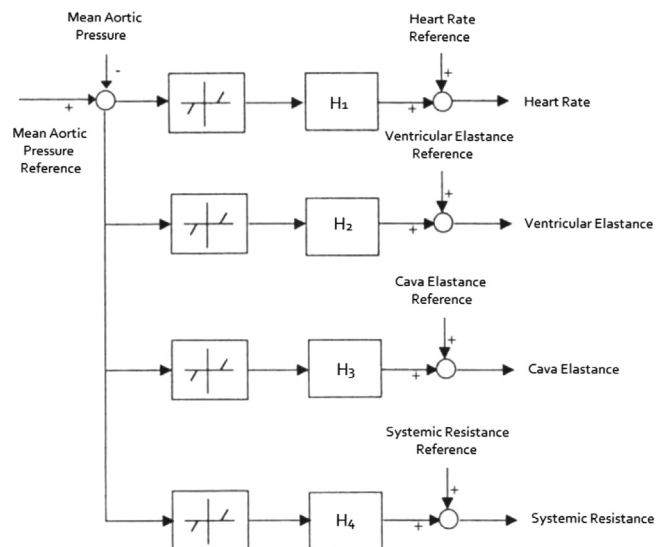 Mean Aortic
Pressure
-
+
Mean Aortic
Pressure
Reference
H1
Heart Rate
Reference
+
+
Heart Rate
Ventricular Elastance
Reference
H2
+
+
Ventricular Elastance
Cava Elastance
Reference
H3
+
+
Cava Elastance
Systemic Resistance
Reference
H4
+
+
Systemic Resistance